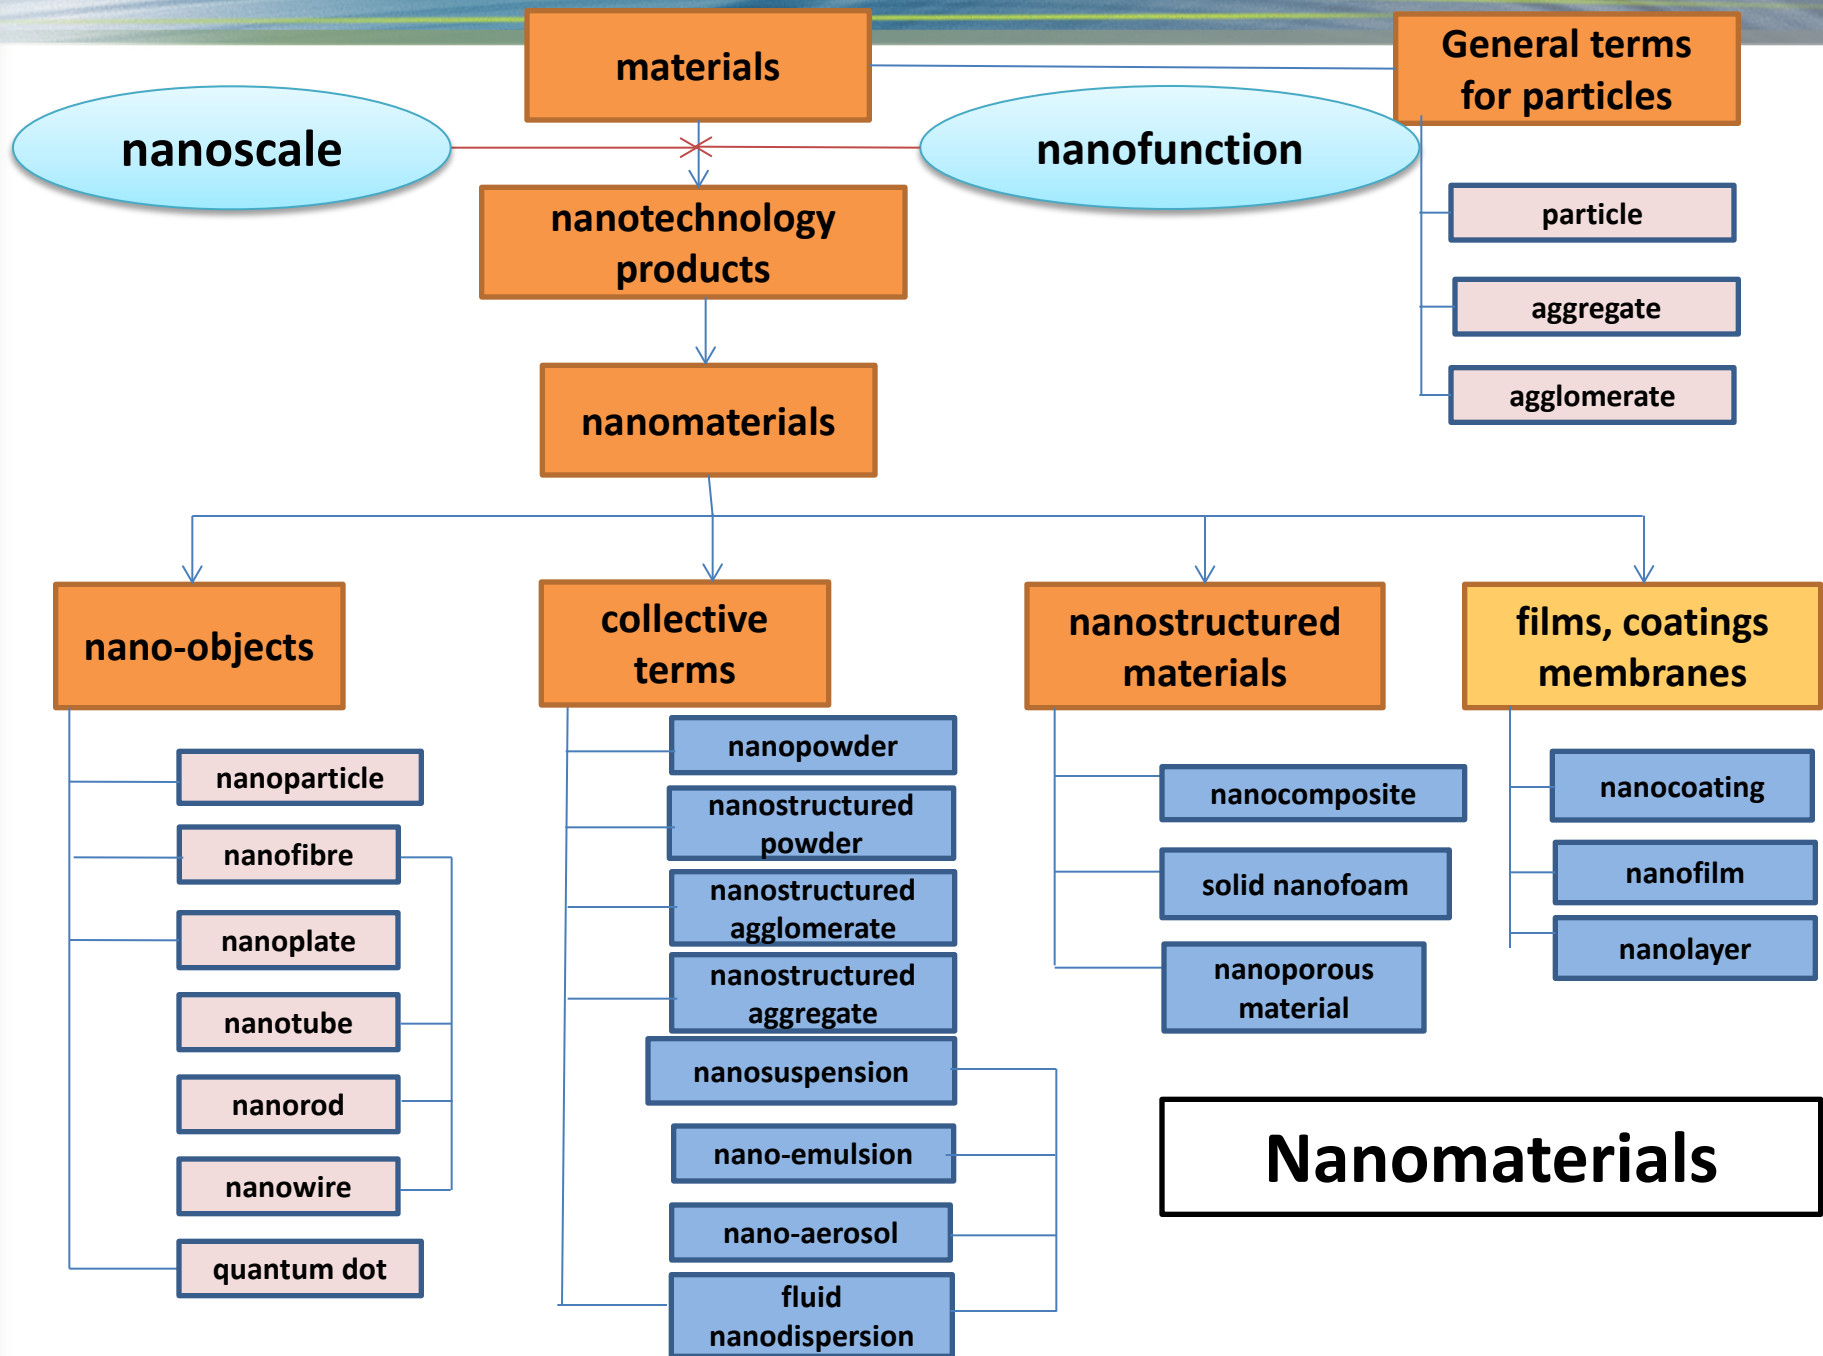 materials
General terms
for particles
nanoscale
nanofunction
particle
nanotechnology
products
aggregate
agglomerate
nanomaterials
nano-objects
collective
terms
nanostructured
materials
films, coatings
membranes
nanoparticle
nanofibre
nanoplate
nanotube
nanorod
nanowire
quantum dot
nanopowder
nanostructured
powder
nanostructured
agglomerate
nanostructured
aggregate
nanosuspension
nano-emulsion
nano-aerosol
fluid
nanodispersion
nanocomposite
solid nanofoam
nanoporous
material
nanocoating
nanofilm
nanolayer
Nanomaterials